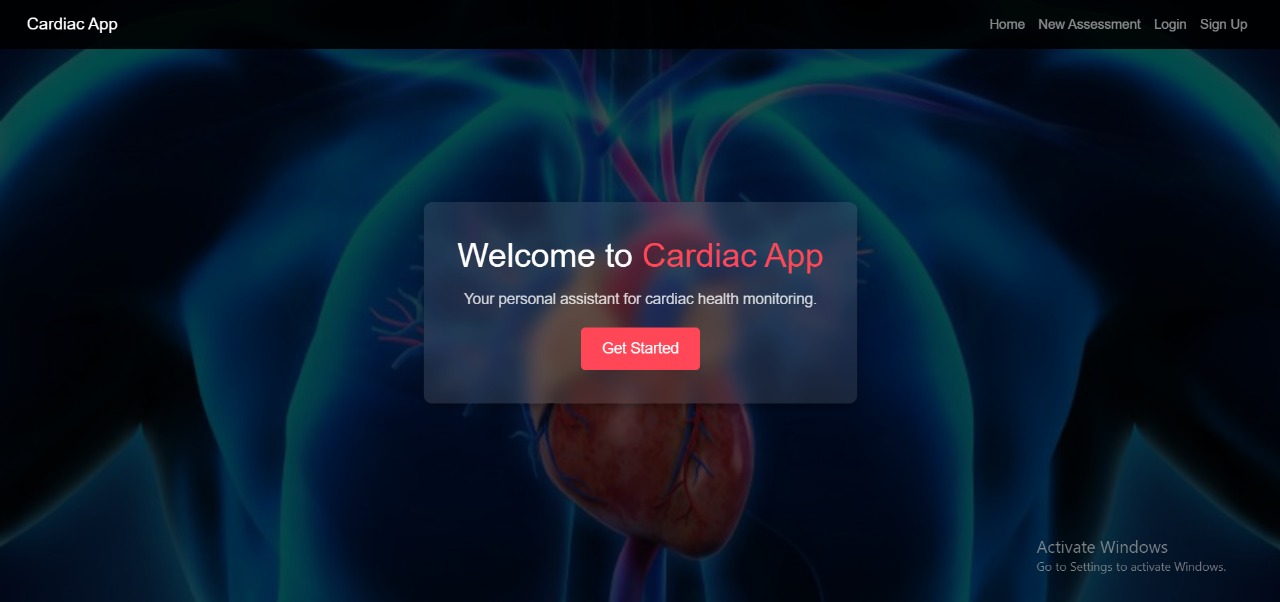 Cardiac App
Home New Assessment Login Sign Up
Welcome to Cardiac App
Your personal assistant for cardiac health monitoring.
Get Started
Activate Windows
Go to Settings to activate Windows.